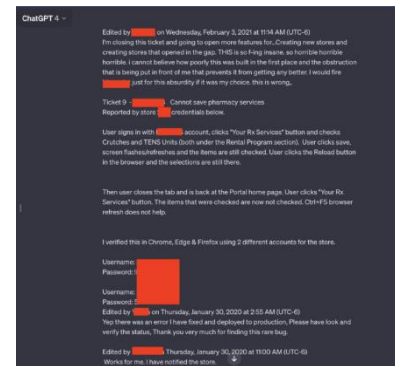 ChatGPT 4
Edited by on Wednesday, February 3, 2021 at 11:14 AM (UTC-6)
I'm closing this ticket and going to open more features for...Creating new stores and
creating stores that opened in the gap. THIS is SO F-ing insane. so horrible horrible
horrible. i cannot believe how poorly this was built in the first place and the obstruction
that is being put in front of me that prevents it from getting any better. I would fire
just for this absurdity if it was my choice. this is wrong,.
Ticket 9 - Cannot save pharmacy services
Reported by store credentials below.
User signs in with account, clicks "Your Rx Services" button and checks
Crutches and TENS Units (both under the Rental Program section). User clicks save,
screen flashes/refreshes and the items are still checked. User clicks the Reload button
in the browser and the selections are still there.
Then user closes the tab and is back at the Portal home page. User clicks "Your Rx
Services" button. The items that were checked are now not checked. Ctrl+F5 browser
refresh does not help.
I verified this in Chrome, Edge & Firefox using 2 different accounts for the store.
Username:
Password:
Username:
Password:
Edited by on Thursday, January 30, 2020 at 2:55 AM (UTC-6)
Yep there was an error I have fixed and deployed to production, Please have look and
verify the status, Thank you very much for finding this rare bug.
Edited by Thursday, January 30, 2020 at 11:00 AM (UTC-6)
Works for me. I have notified the store.